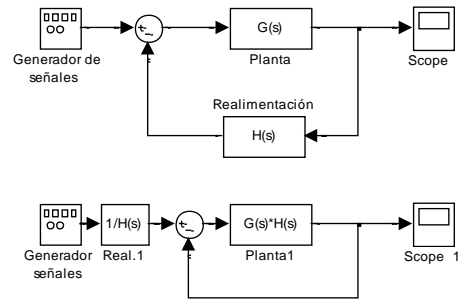 G(s)
Generador de
señales
Planta
Scope
Realimentación
H(s)
1/H(s)
G(s)*H(s)
Generador
señales
Real.1
Planta1
Scope 1